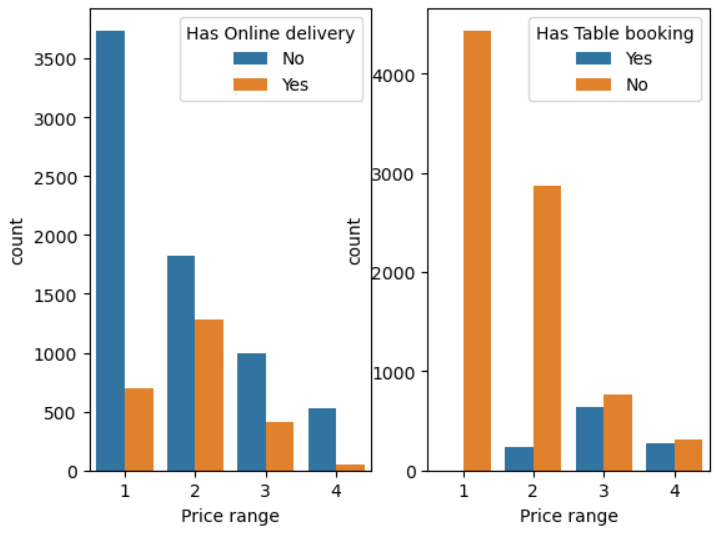 Has Online delivery
No
Yes
3500
3000
2500
2000
1500
1000
500
0
count
1 2 3 4
Price range
Has Table booking
Yes
No
4000
3000
2000
1000
0
count
1 2 3 4
Price range